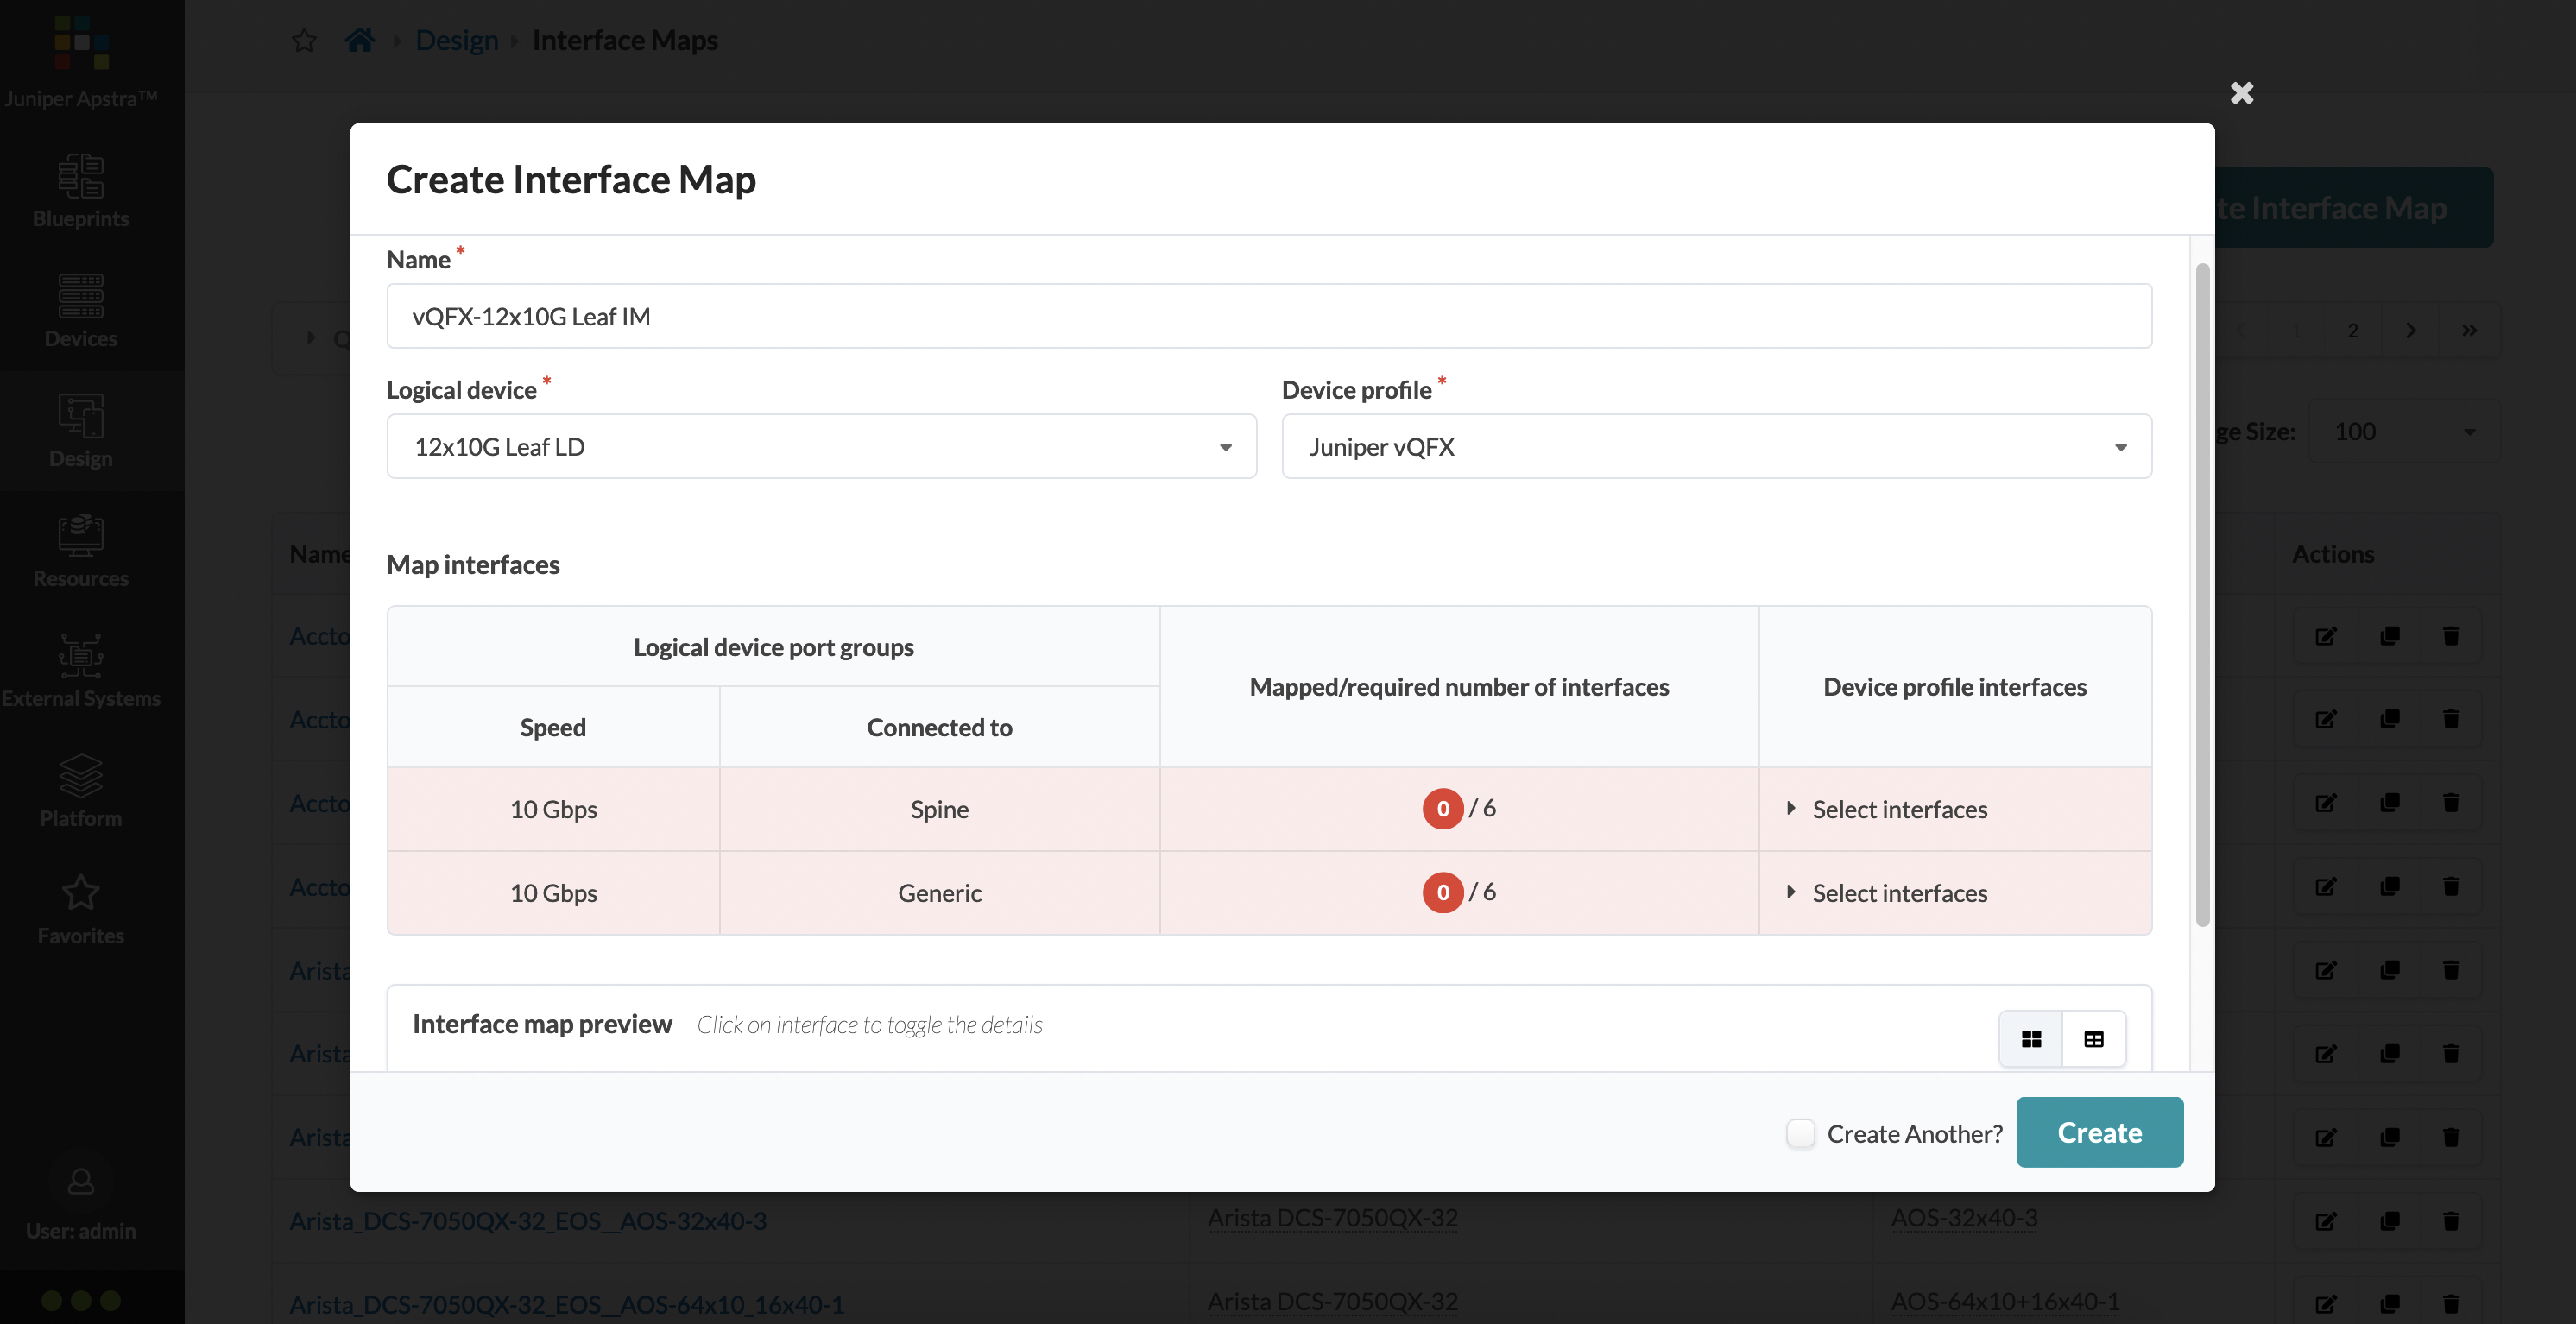 Juniper Apstra™
Blueprints
Devices
Design
Resources
External Systems
Platform
Favorites
User: admin
Design
Interface Maps
te Interface Map
Q
1
2
ge Size:
100
Name
Actions
Accto
Accto
Accto
Accto
Arista
Arista
Arista
Arista_DCS-7050QX-32_EOS__AOS-32x40-3
Arista DCS-7050QX-32
AOS-32x40-3
Arista_DCS-7050QX-32_EOS__AOS-64x10_16x40-1
Arista DCS-7050QX-32
AOS-64x10+16x40-1
Create Interface Map
Name *
vQFX-12x10G Leaf IM
Logical device *
Device profile *
12x10G Leaf LD
Juniper vQFX
Map interfaces
Logical device port groups
Mapped/required number of interfaces
Device profile interfaces
Speed
Connected to
10 Gbps
Spine
0 / 6
Select interfaces
10 Gbps
Generic
0 / 6
Select interfaces
Interface map preview
Click on interface to toggle the details
Create Another?
Create